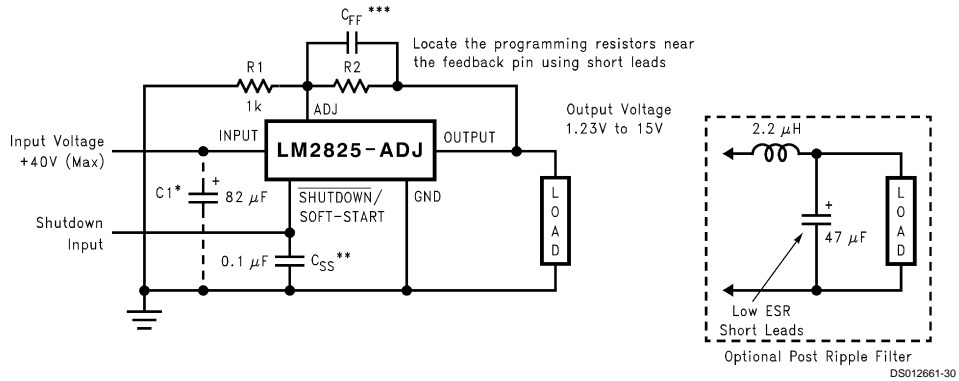 C_FF ***
Locate the programming resistors near
the feedback pin using short leads
R1
R2
1k
ADJ
Output Voltage
1.23V to 15V
Input Voltage
+40V (Max)
INPUT
LM2825-ADJ
OUTPUT
2.2 μH
C1*
+
82 μF
SHUTDOWN/
SOFT-START
GND
LOAD
+
47 μF
LOAD
Shutdown
Input
0.1 μF
C_SS**
Low ESR
Short Leads
Optional Post Ripple Filter
DS012661-30